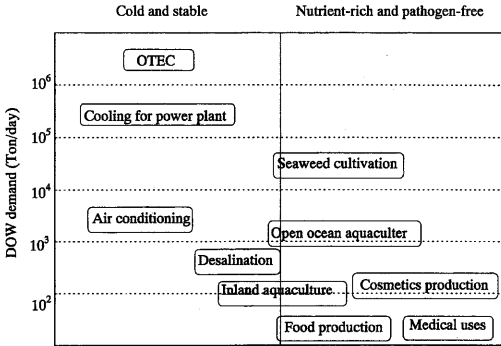 Cold and stable
Nutrient-rich and pathogen-free
DOW demand (Ton/day)
OTEC
10^6
Cooling for power plant
10^5
Seaweed cultivation
10^4
Air conditioning
Open ocean aquaculter
10^3
Desalination
Inland aquaculture
Cosmetics production
10^2
Food production
Medical uses